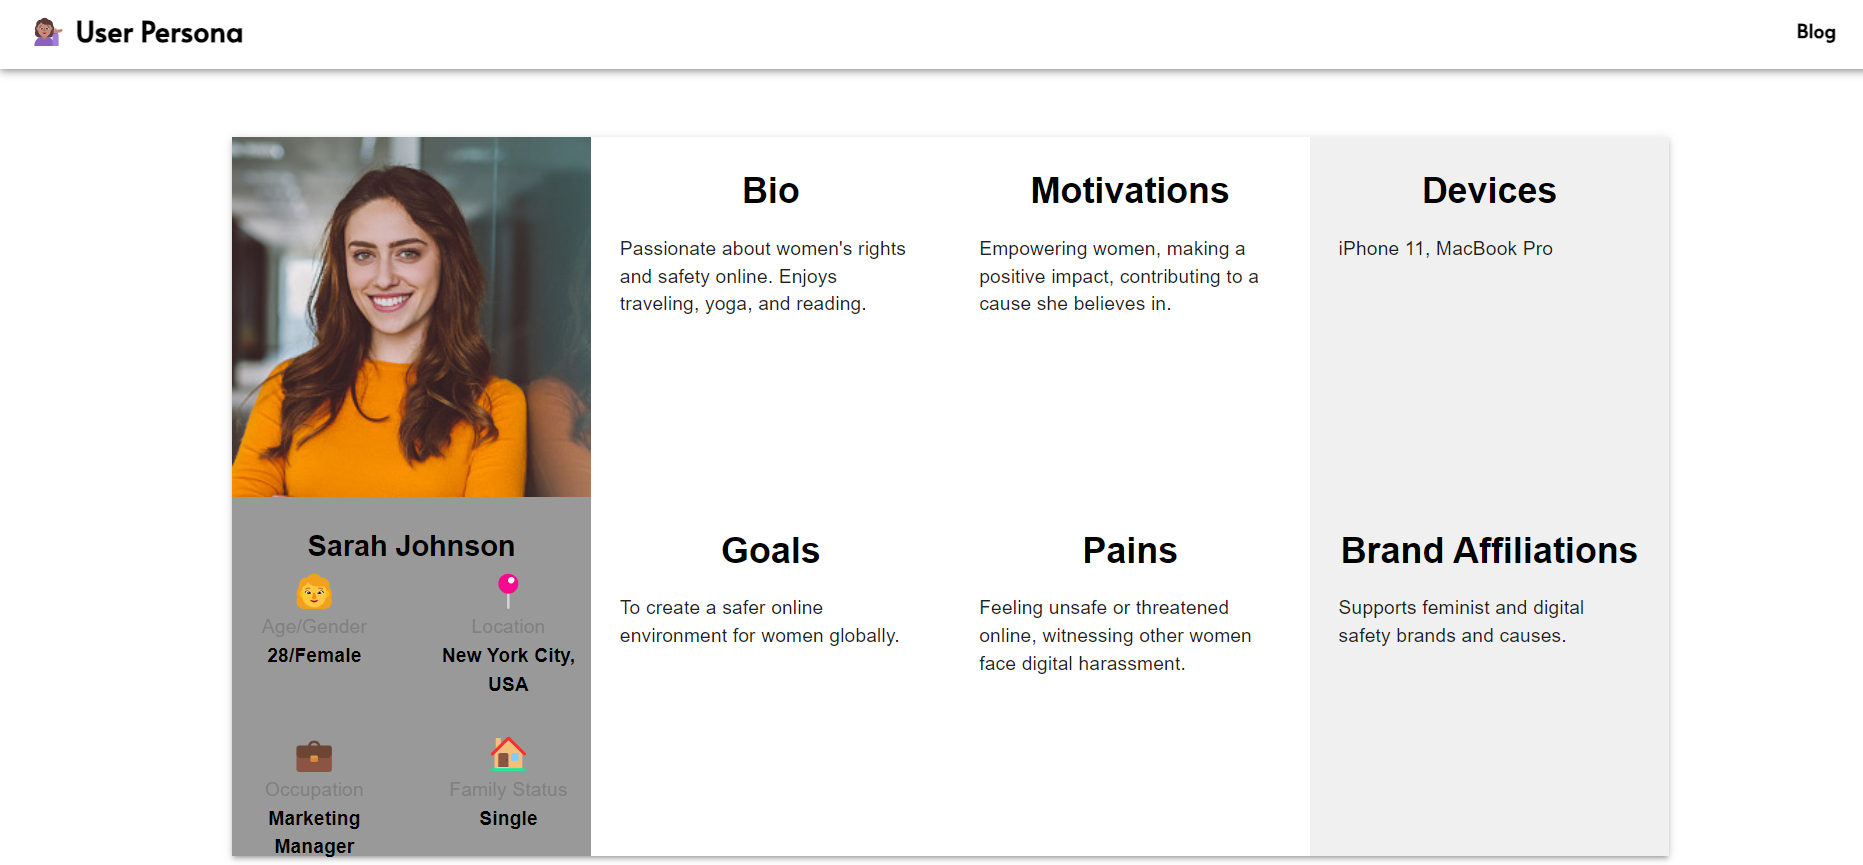 User Persona
Blog
Bio
Passionate about women's rights
and safety online. Enjoys
traveling, yoga, and reading.
Motivations
Empowering women, making a
positive impact, contributing to a
cause she believes in.
Devices
iPhone 11, MacBook Pro
Sarah Johnson
Age/Gender
28/Female
Location
New York City,
USA
Occupation
Marketing
Manager
Family Status
Single
Goals
To create a safer online
environment for women globally.
Pains
Feeling unsafe or threatened
online, witnessing other women
face digital harassment.
Brand Affiliations
Supports feminist and digital
safety brands and causes.